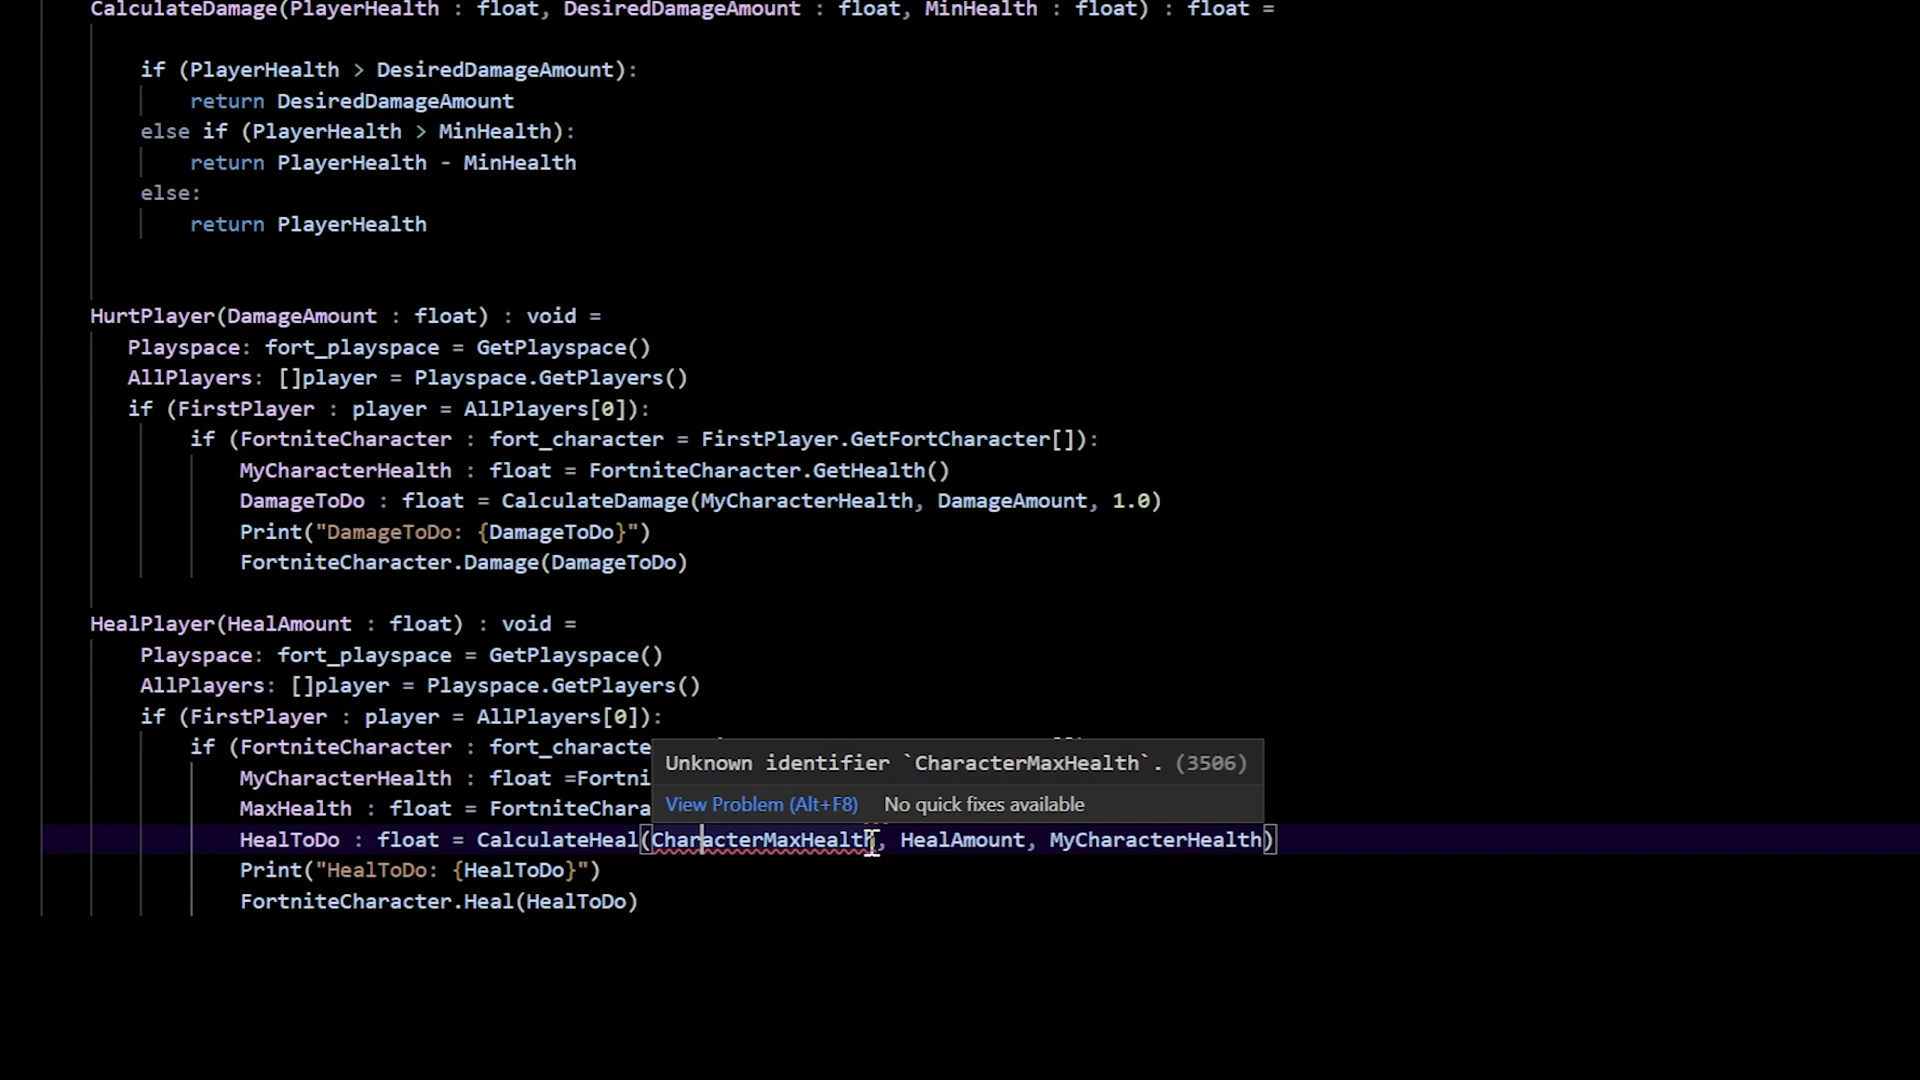 CalculateDamage(PlayerHealth : float, DesiredDamageAmount : float, MinHealth : float) : float =
if (PlayerHealth > DesiredDamageAmount):
return DesiredDamageAmount
else if (PlayerHealth > MinHealth):
return PlayerHealth - MinHealth
else:
return PlayerHealth
HurtPlayer(DamageAmount : float) : void =
Playspace: fort_playspace = GetPlayspace()
AllPlayers: []player = Playspace.GetPlayers()
if (FirstPlayer : player = AllPlayers[0]):
if (FortniteCharacter : fort_character = FirstPlayer.GetFortCharacter[]):
MyCharacterHealth : float = FortniteCharacter.GetHealth()
DamageToDo : float = CalculateDamage(MyCharacterHealth, DamageAmount, 1.0)
Print("DamageToDo: {DamageToDo}")
FortniteCharacter.Damage(DamageToDo)
HealPlayer(HealAmount : float) : void =
Playspace: fort_playspace = GetPlayspace()
AllPlayers: []player = Playspace.GetPlayers()
if (FirstPlayer : player = AllPlayers[0]):
if (FortniteCharacter : fort_characte
Unknown identifier `CharacterMaxHealth`. (3506)
MyCharacterHealth : float =Fortni
View Problem (Alt+F8) No quick fixes available
MaxHealth : float = FortniteChara
HealToDo : float = CalculateHeal(CharacterMaxHealth, HealAmount, MyCharacterHealth)
Print("HealToDo: {HealToDo}")
FortniteCharacter.Heal(HealToDo)